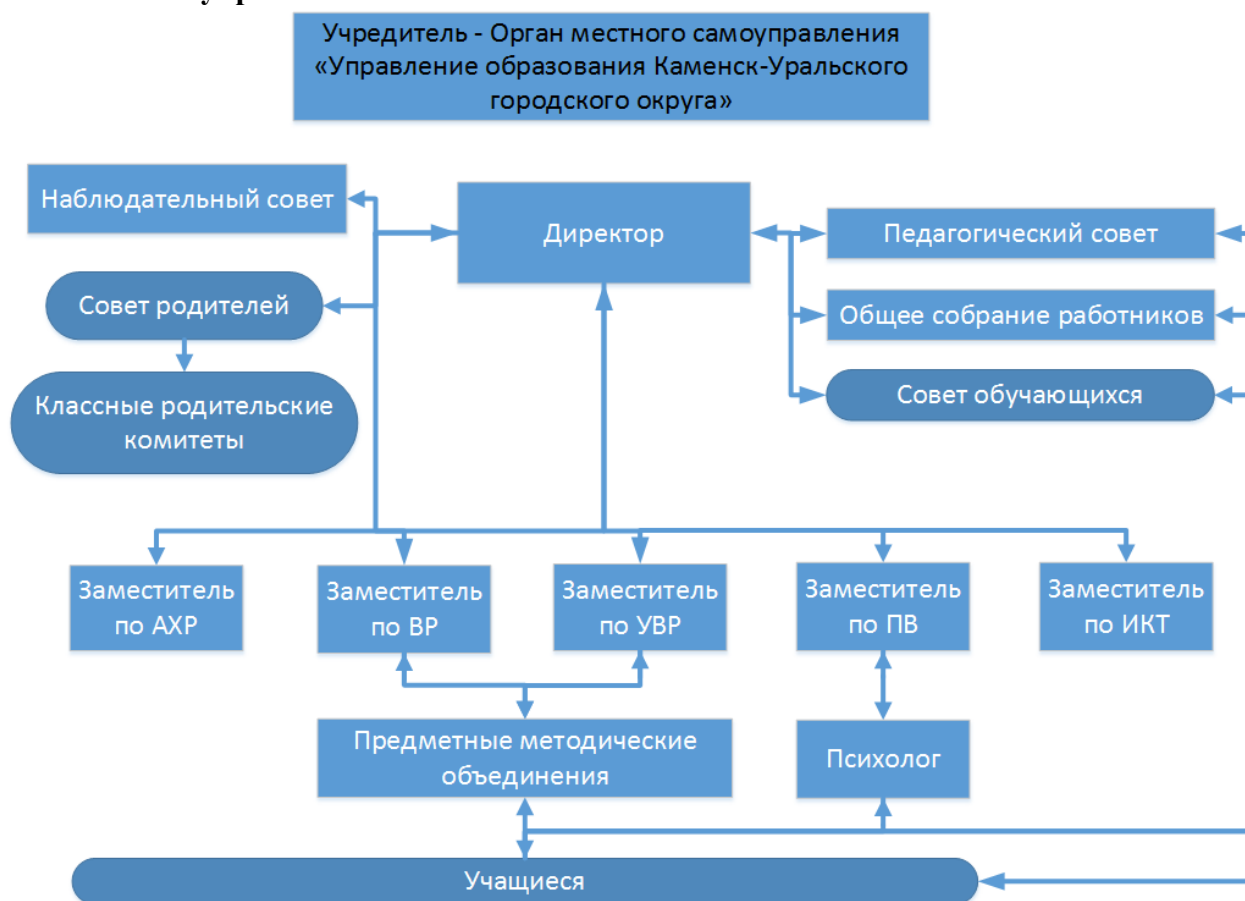 Учредитель - Орган местного самоуправления
«Управление образования Каменск-Уральского
городского округа»
Наблюдательный совет
Директор
Педагогический совет
Совет родителей
Общее собрание работников
Классные родительские
комитеты
Совет обучающихся
Заместитель
по АХР
Заместитель
по ВР
Заместитель
по УВР
Заместитель
по ПВ
Заместитель
по ИКТ
Предметные методические
объединения
Психолог
Учащиеся